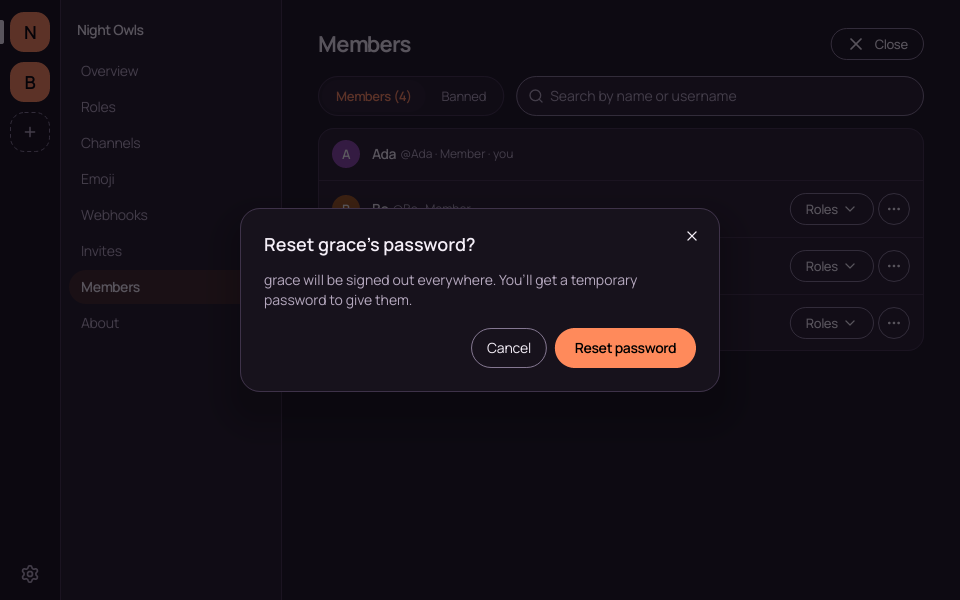 N
Night Owls
B
Overview
Roles
Channels
Emoji
Webhooks
Invites
Members
About
Members
Close
Members (4)
Banned
Search by name or username
A
Ada @Ada · Member · you
Roles
Roles
Roles
Reset grace's password?
grace will be signed out everywhere. You'll get a temporary
password to give them.
Cancel
Reset password